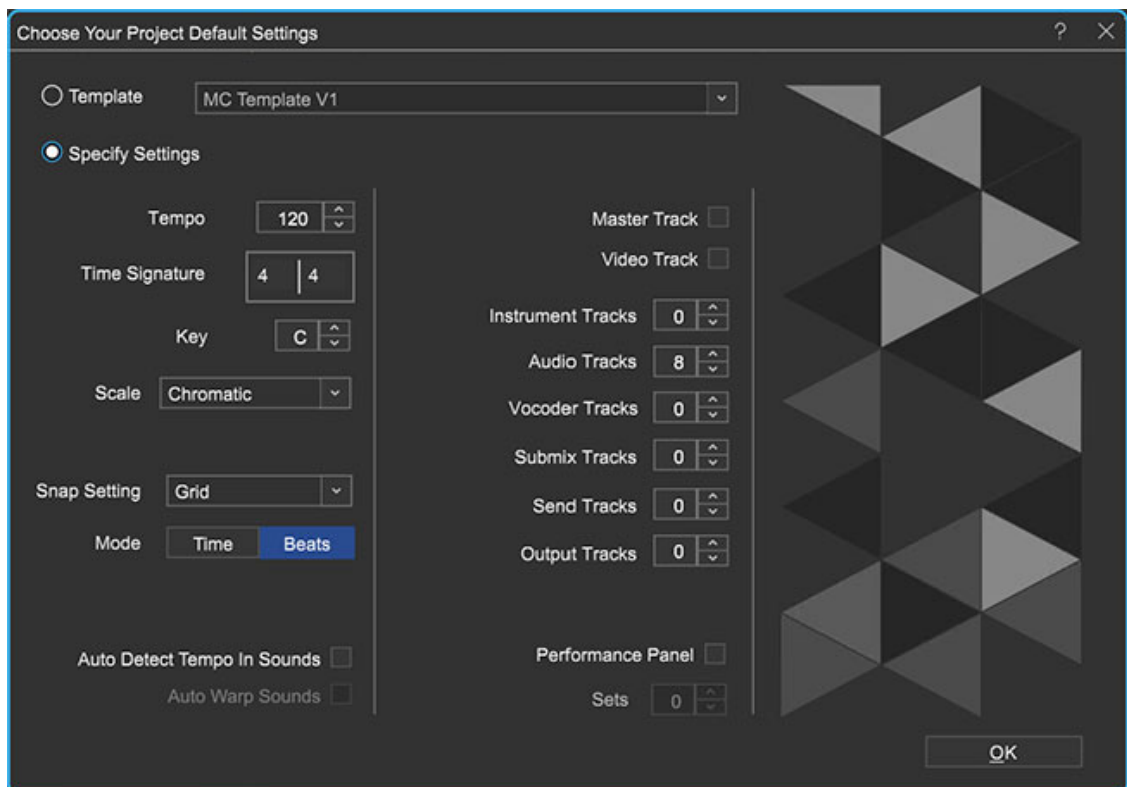 Choose Your Project Default Settings ?
Template MC Template V1
Specify Settings
Tempo 120
Time Signature 4 4
Key C
Scale Chromatic
Snap Setting Grid
Mode Time Beats
Auto Detect Tempo In Sounds
Auto Warp Sounds
Master Track
Video Track
Instrument Tracks 0
Audio Tracks 8
Vocoder Tracks 0
Submix Tracks 0
Send Tracks 0
Output Tracks 0
Performance Panel
Sets 0
OK